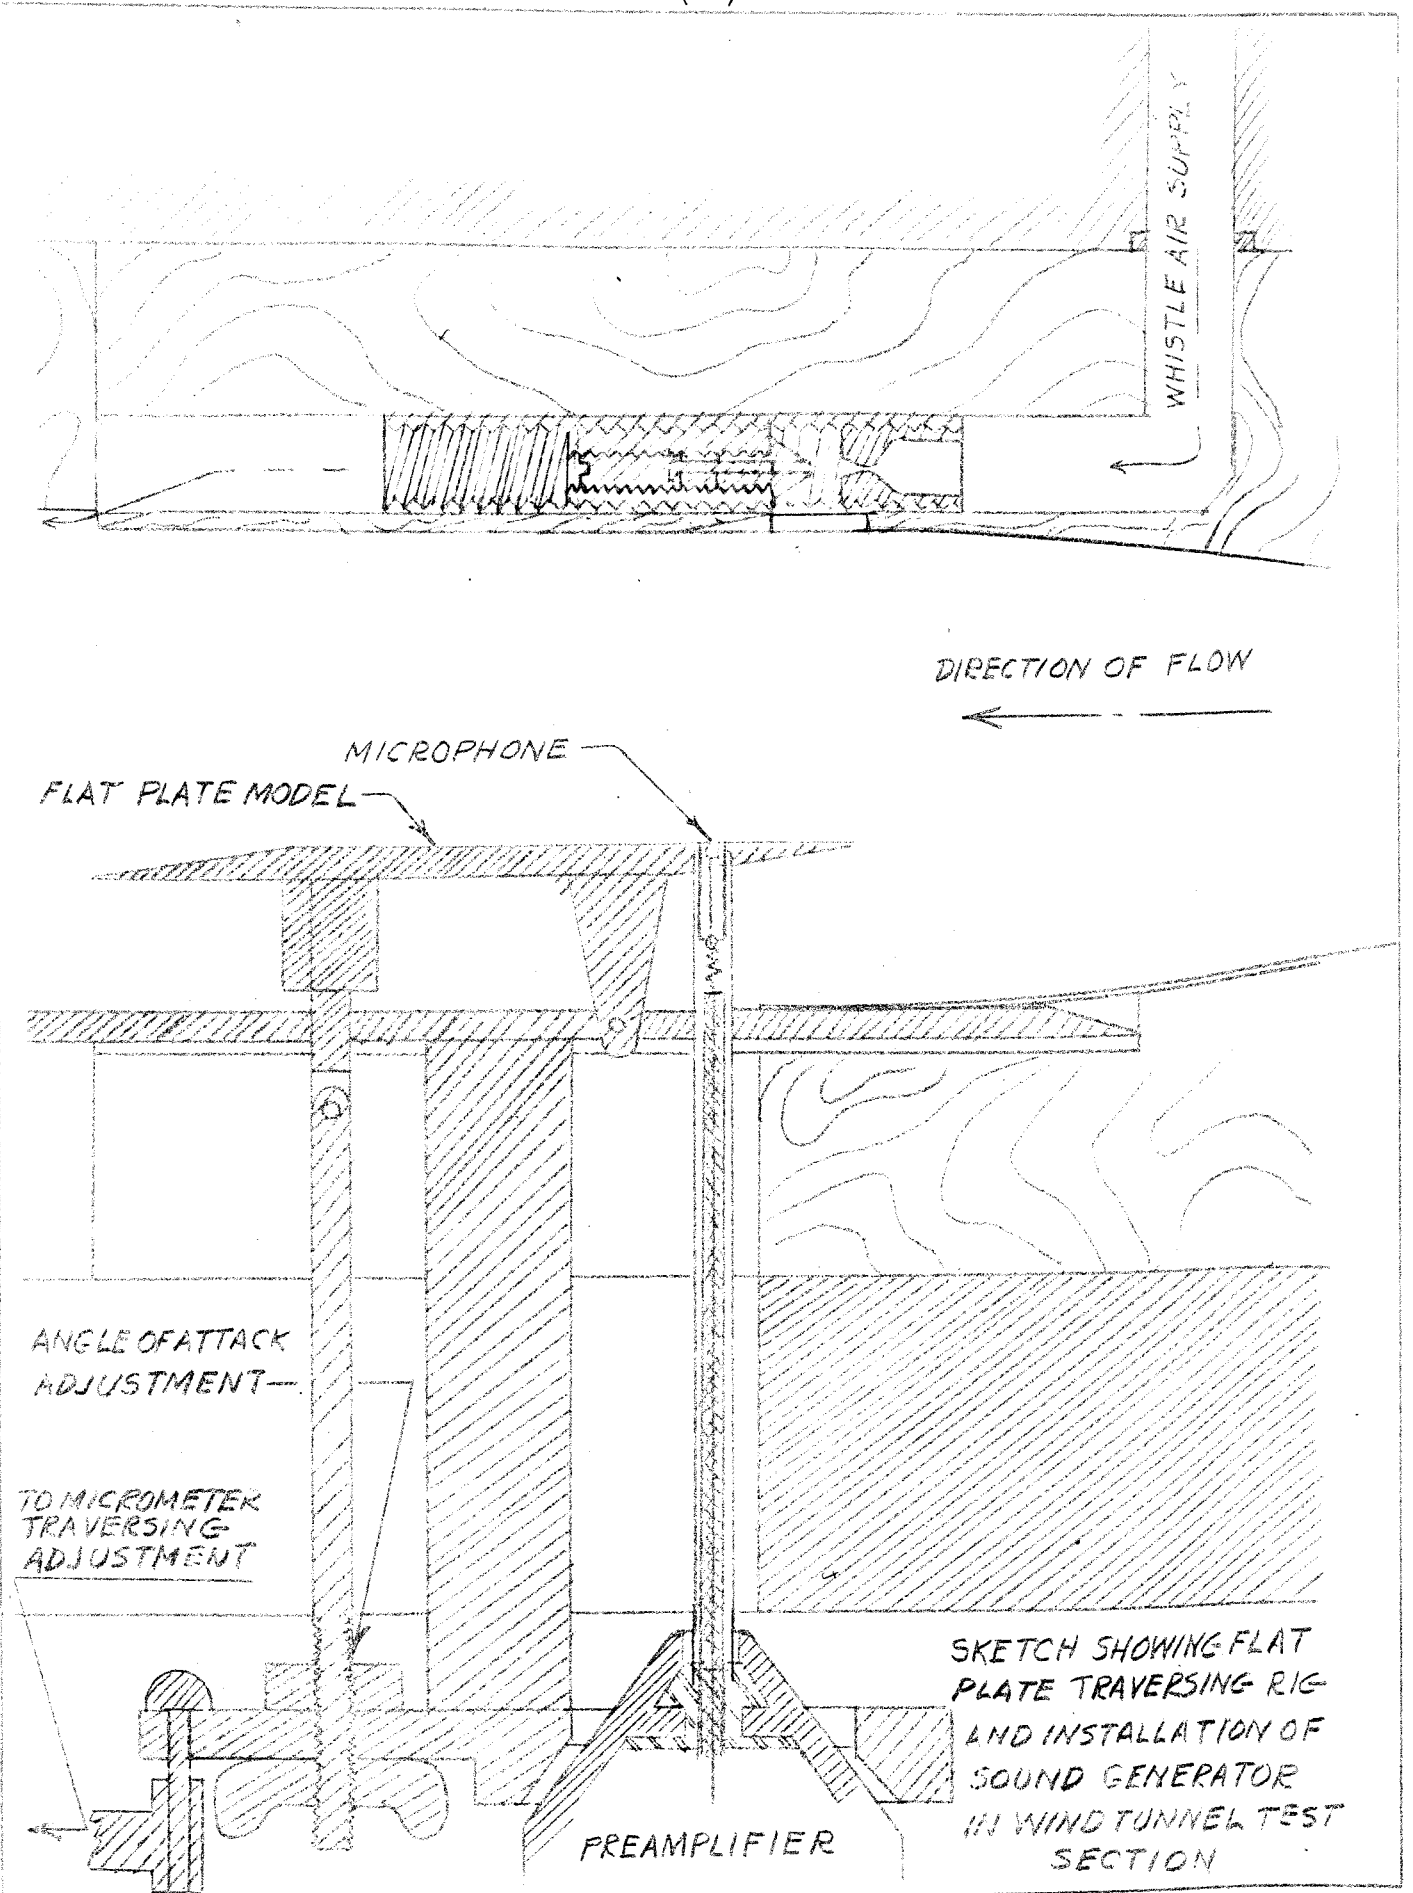 WHISTLE AIR SUPPLY
DIRECTION OF FLOW
MICROPHONE
FLAT PLATE MODEL
ANGLE OF ATTACK
ADJUSTMENT
TO MICROMETER
TRAVERSING
ADJUSTMENT
SKETCH SHOWING FLAT
PLATE TRAVERSING RIG
AND INSTALLATION OF
SOUND GENERATOR
IN WIND TUNNEL TEST
SECTION
PREAMPLIFIER